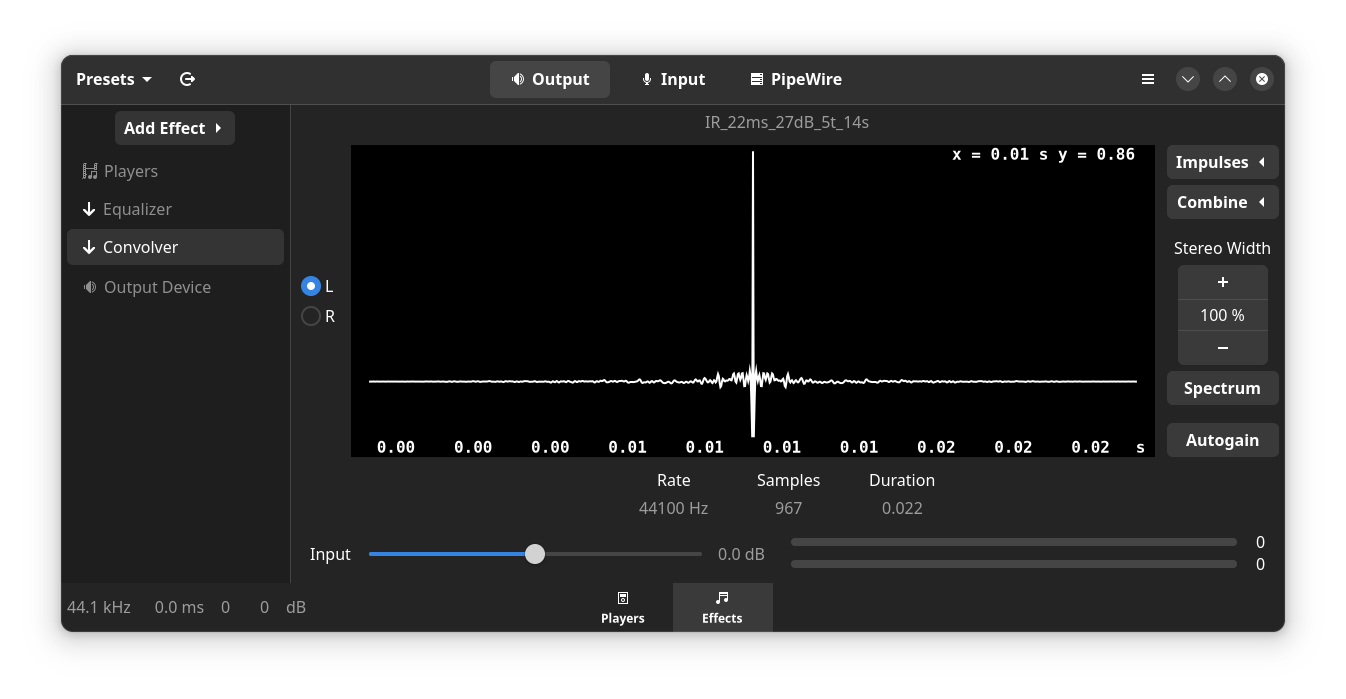 Presets
Output
Input
PipeWire
Add Effect
Players
Equalizer
Convolver
Output Device
IR_22ms_27dB_5t_14s
x = 0.01 s y = 0.86
L
R
0.00 0.00 0.00 0.01 0.01 0.01 0.01 0.02 0.02 0.02 s
Impulses
Combine
Stereo Width
+
100 %
−
Spectrum
Autogain
Rate Samples Duration
44100 Hz 967 0.022
Input 0.0 dB
0
0
44.1 kHz 0.0 ms 0 0 dB
Players
Effects